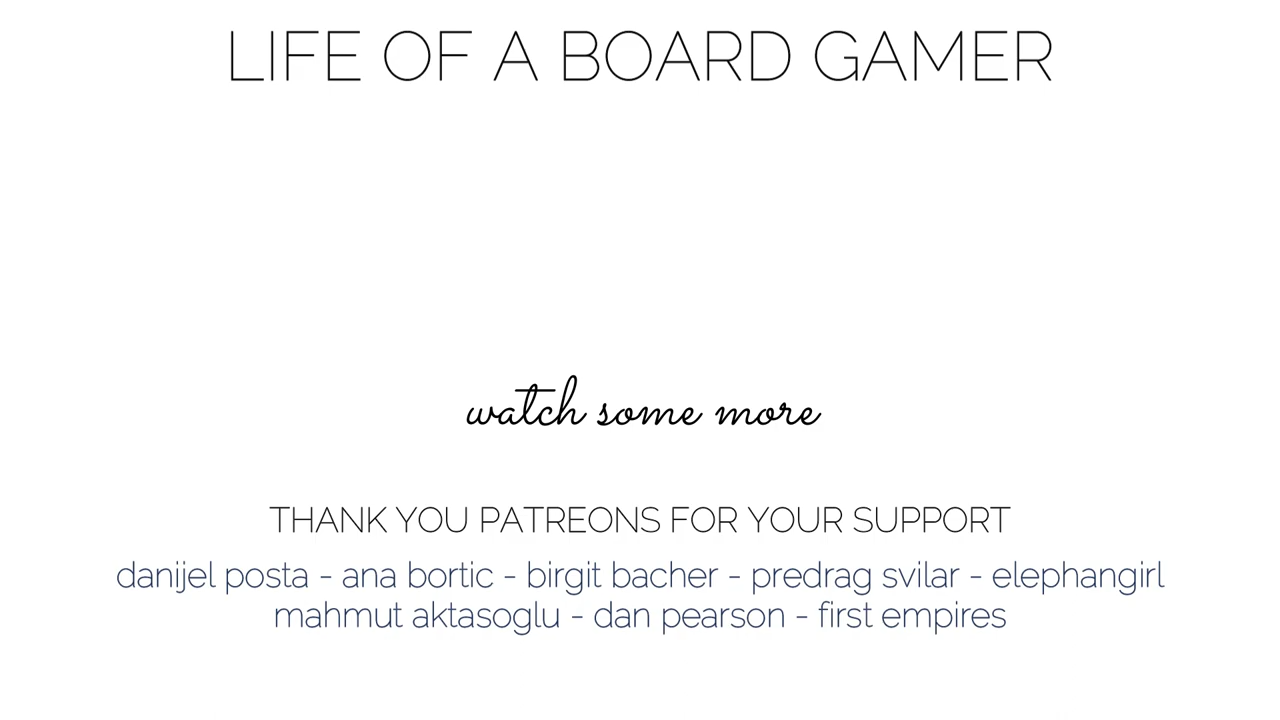 LIFE OF A BOARD GAMER
watch some more
THANK YOU PATREONS FOR YOUR SUPPORT
danijel posta - ana bortic - birgit bacher - predrag svilar - elephangirl
mahmut aktasoglu - dan pearson - first empires